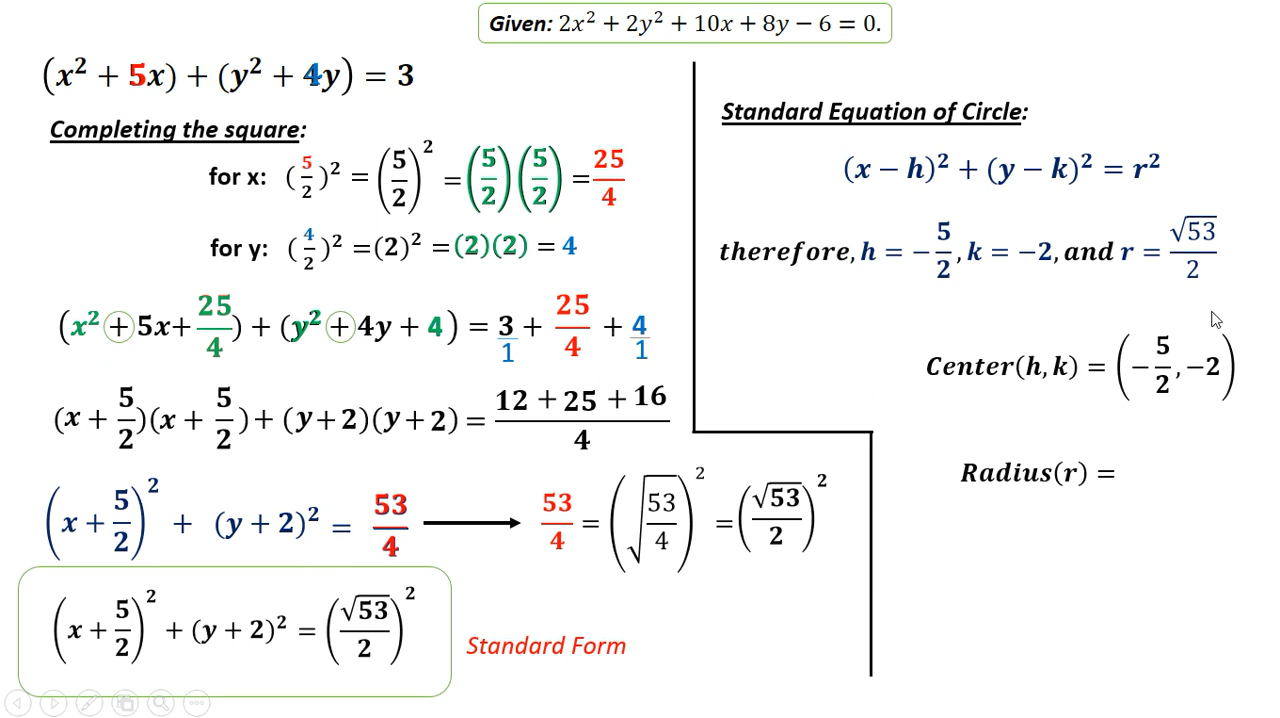 Given: 2x² + 2y² + 10x + 8y − 6 = 0.
(x² + 5x) + (y² + 4y) = 3
Completing the square:
for x: (5/2)² = (5/2)² = (5/2)(5/2) = 25/4
for y: (4/2)² = (2)² = (2)(2) = 4
(x² + 5x + 25/4) + (y² + 4y + 4) = 3/1 + 25/4 + 4/1
(x + 5/2)(x + 5/2) + (y + 2)(y + 2) = (12 + 25 + 16)/4
(x + 5/2)² + (y + 2)² = 53/4
53/4 = (√(53/4))² = (√53/2)²
(x + 5/2)² + (y + 2)² = (√53/2)²
Standard Form
Standard Equation of Circle:
(x − h)² + (y − k)² = r²
therefore, h = −5/2, k = −2, and r = √53/2
Center(h, k) = (−5/2, −2)
Radius(r) =